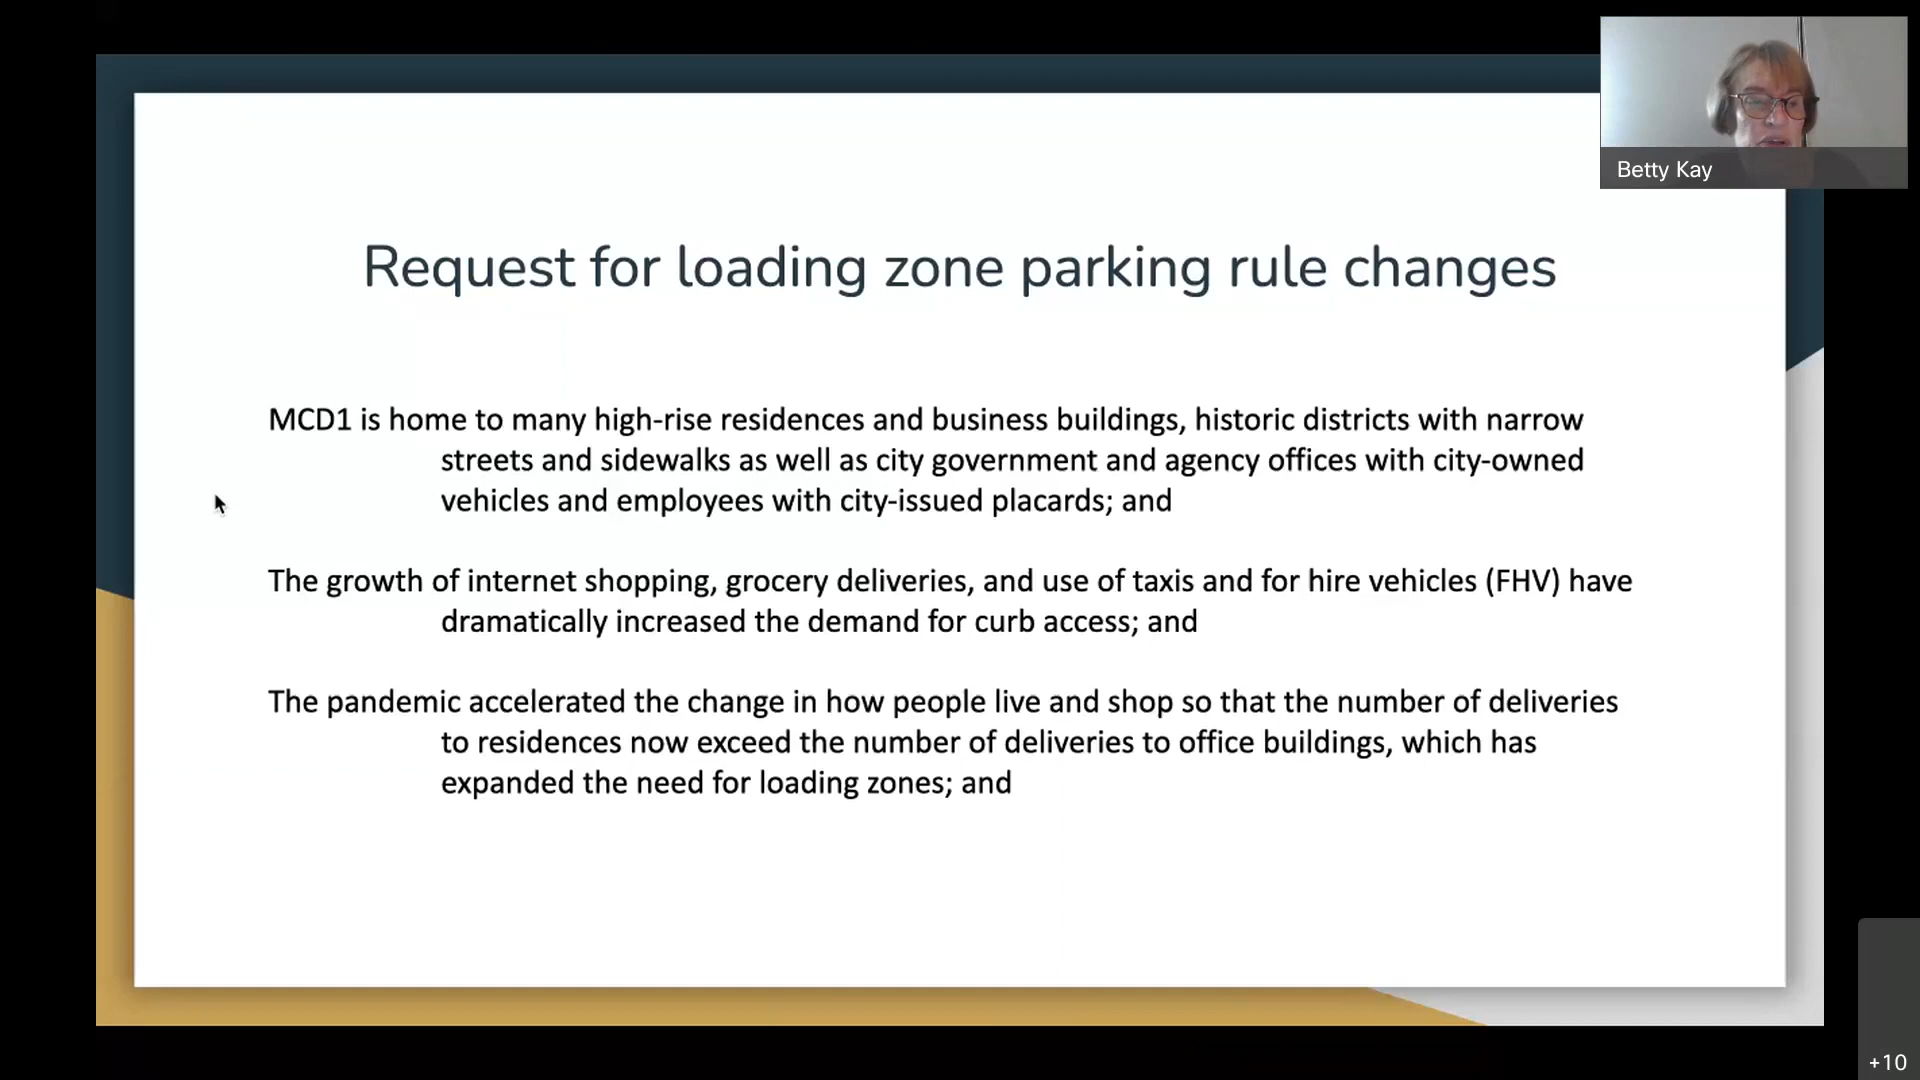 Betty Kay
Request for loading zone parking rule changes
MCD1 is home to many high-rise residences and business buildings, historic districts with narrow
streets and sidewalks as well as city government and agency offices with city-owned
vehicles and employees with city-issued placards; and
The growth of internet shopping, grocery deliveries, and use of taxis and for hire vehicles (FHV) have
dramatically increased the demand for curb access; and
The pandemic accelerated the change in how people live and shop so that the number of deliveries
to residences now exceed the number of deliveries to office buildings, which has
expanded the need for loading zones; and
+10